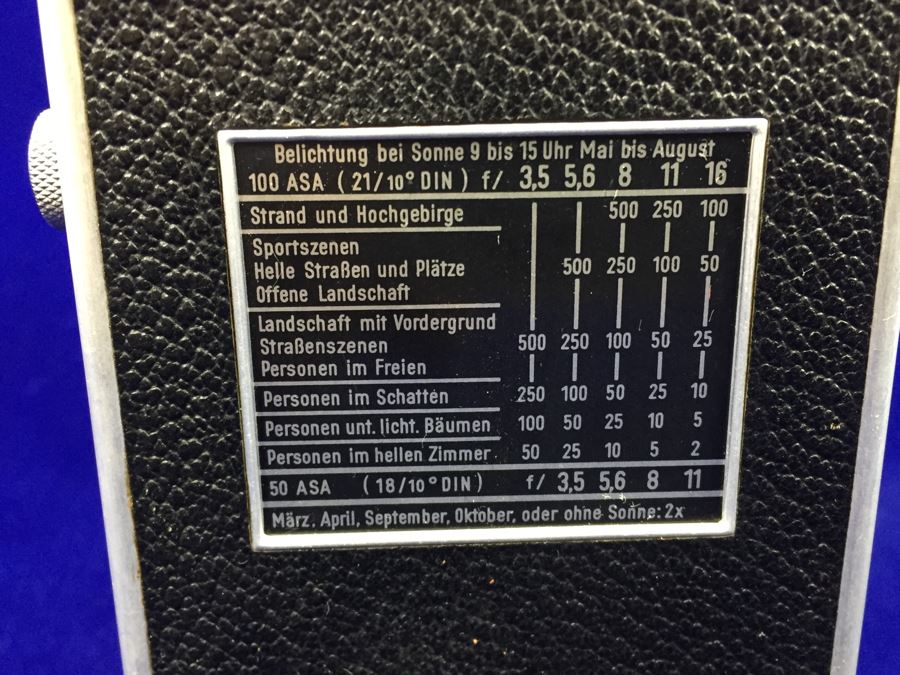 Belichtung bei Sonne 9 bis 15 Uhr Mai bis August
100 ASA ( 21/10° DIN ) f/ 3,5 5,6 8 11 16
Strand und Hochgebirge 500 250 100
Sportszenen
Helle Straßen und Plätze 500 250 100 50
Offene Landschaft
Landschaft mit Vordergrund
Straßenszenen 500 250 100 50 25
Personen im Freien
Personen im Schatten 250 100 50 25 10
Personen unt. licht. Bäumen 100 50 25 10 5
Personen im hellen Zimmer 50 25 10 5 2
50 ASA (18/10° DIN) f/ 3,5 5,6 8 11
März, April, September, Oktober, oder ohne Sonne: 2x